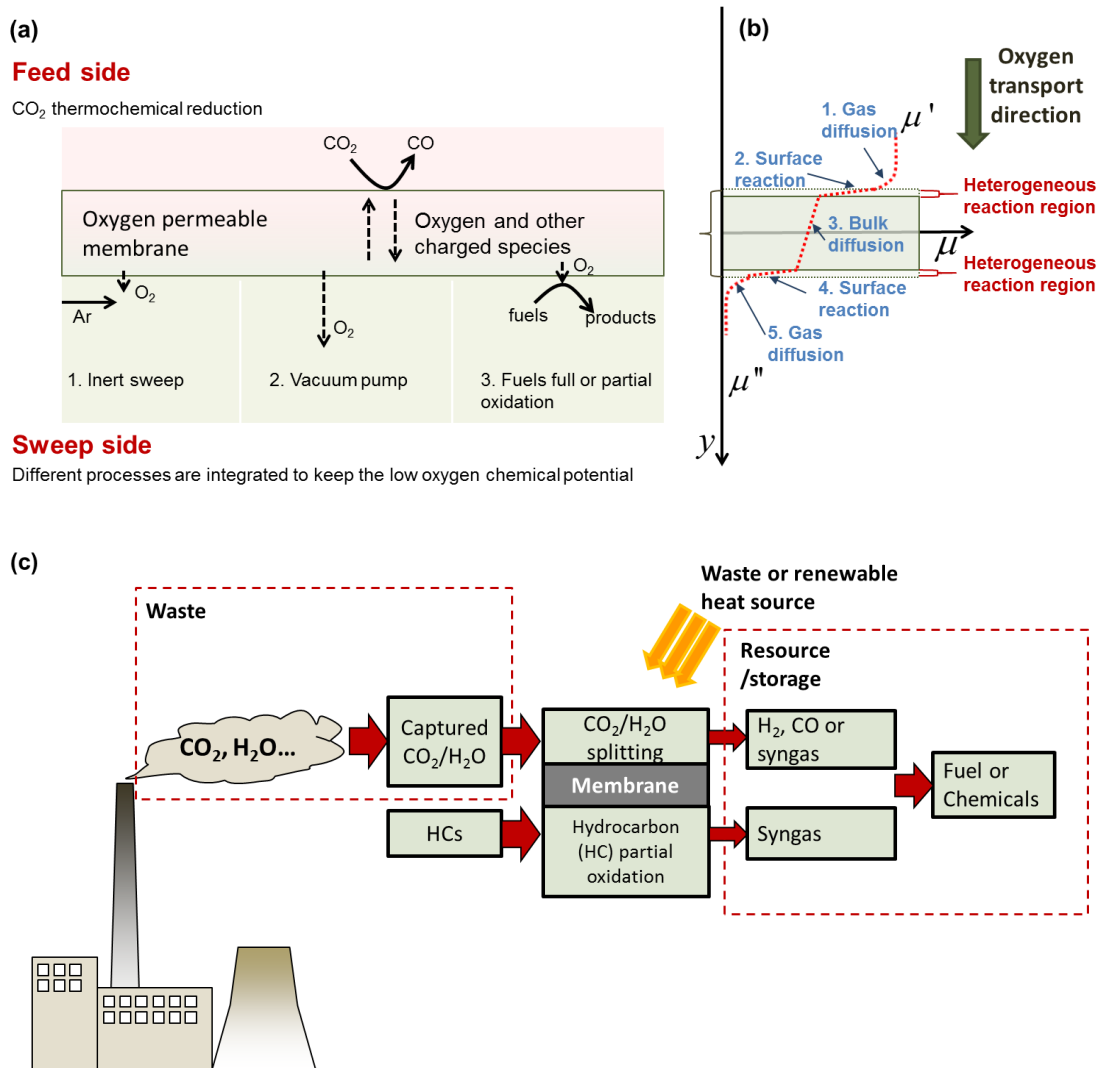 (a)
Feed side
CO₂ thermochemical reduction
CO₂
CO
Oxygen permeable
membrane
Oxygen and other
charged species
O₂
Ar
O₂
O₂
fuels
products
1. Inert sweep
2. Vacuum pump
3. Fuels full or partial
oxidation
Sweep side
Different processes are integrated to keep the low oxygen chemical potential
(b)
Oxygen
transport
direction
1. Gas
diffusion
μ'
2. Surface
reaction
Heterogeneous
reaction region
3. Bulk
diffusion
μ
Heterogeneous
reaction region
4. Surface
reaction
5. Gas
diffusion
μ"
y
(c)
Waste or renewable
heat source
Waste
Resource
/storage
CO₂, H₂O...
Captured
CO₂/H₂O
CO₂/H₂O
splitting
H₂, CO or
syngas
Membrane
Fuel or
Chemicals
HCs
Hydrocarbon
(HC) partial
oxidation
Syngas